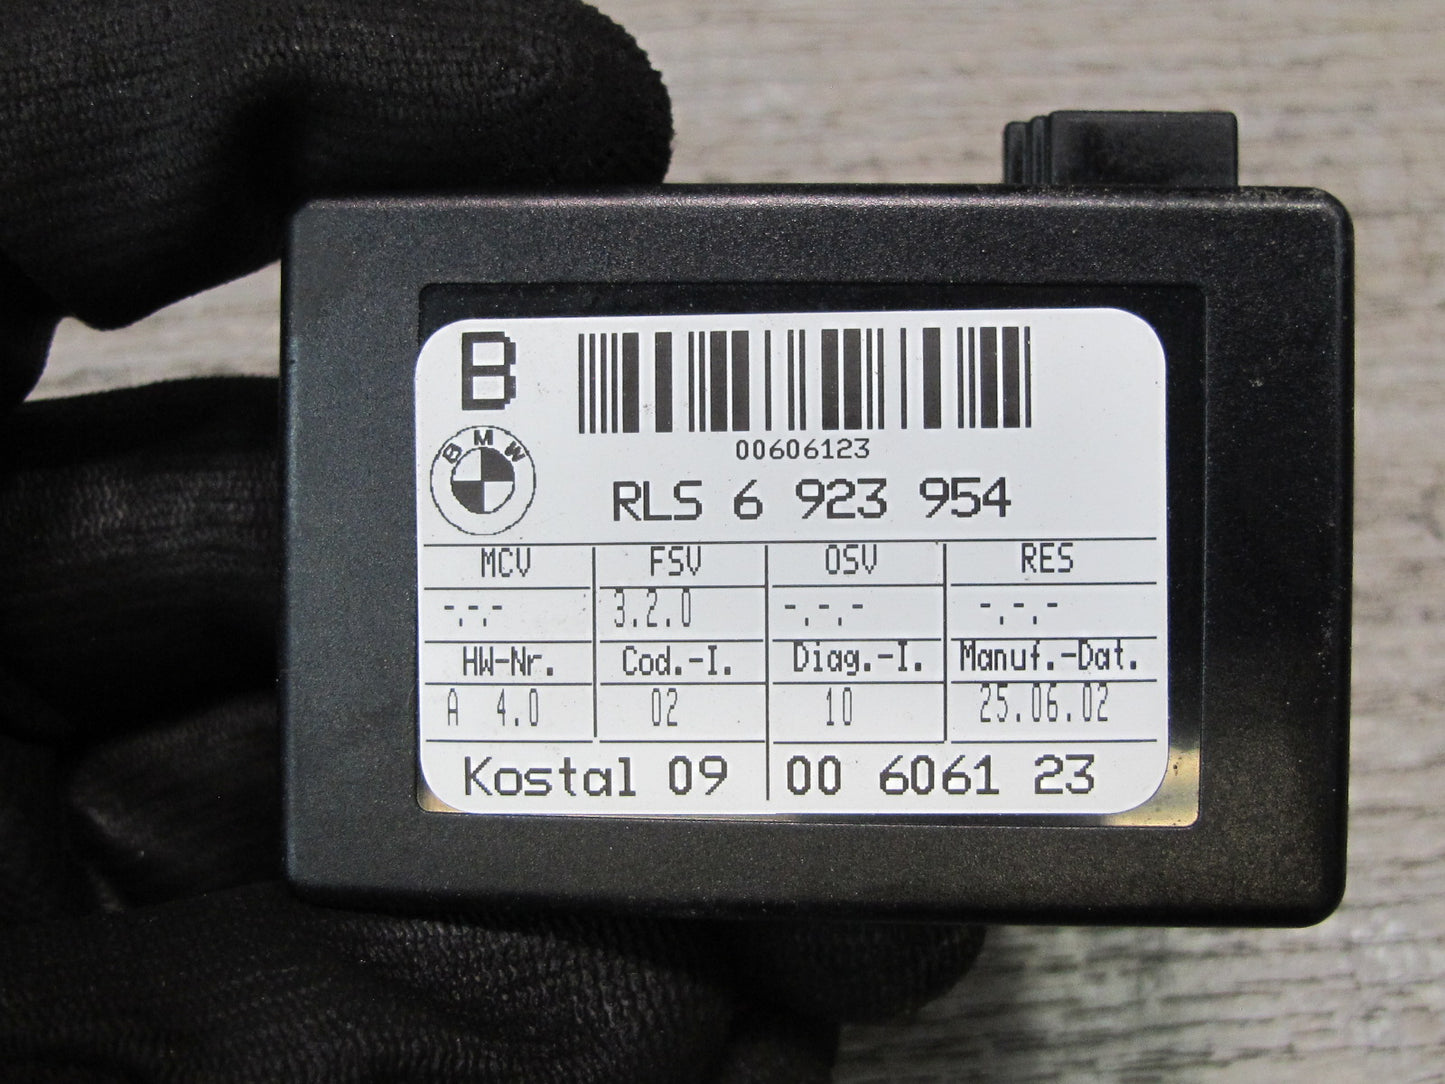 B
00606123
BMW
RLS 6 923 954
MCV FSV OSV RES
-.-.- 3.2.0 -.-.- -.-.-
HW-Nr. Cod.-I. Diag.-I. Manuf.-Dat.
A 4.0 02 10 25.06.02
Kostal 09 00 6061 23